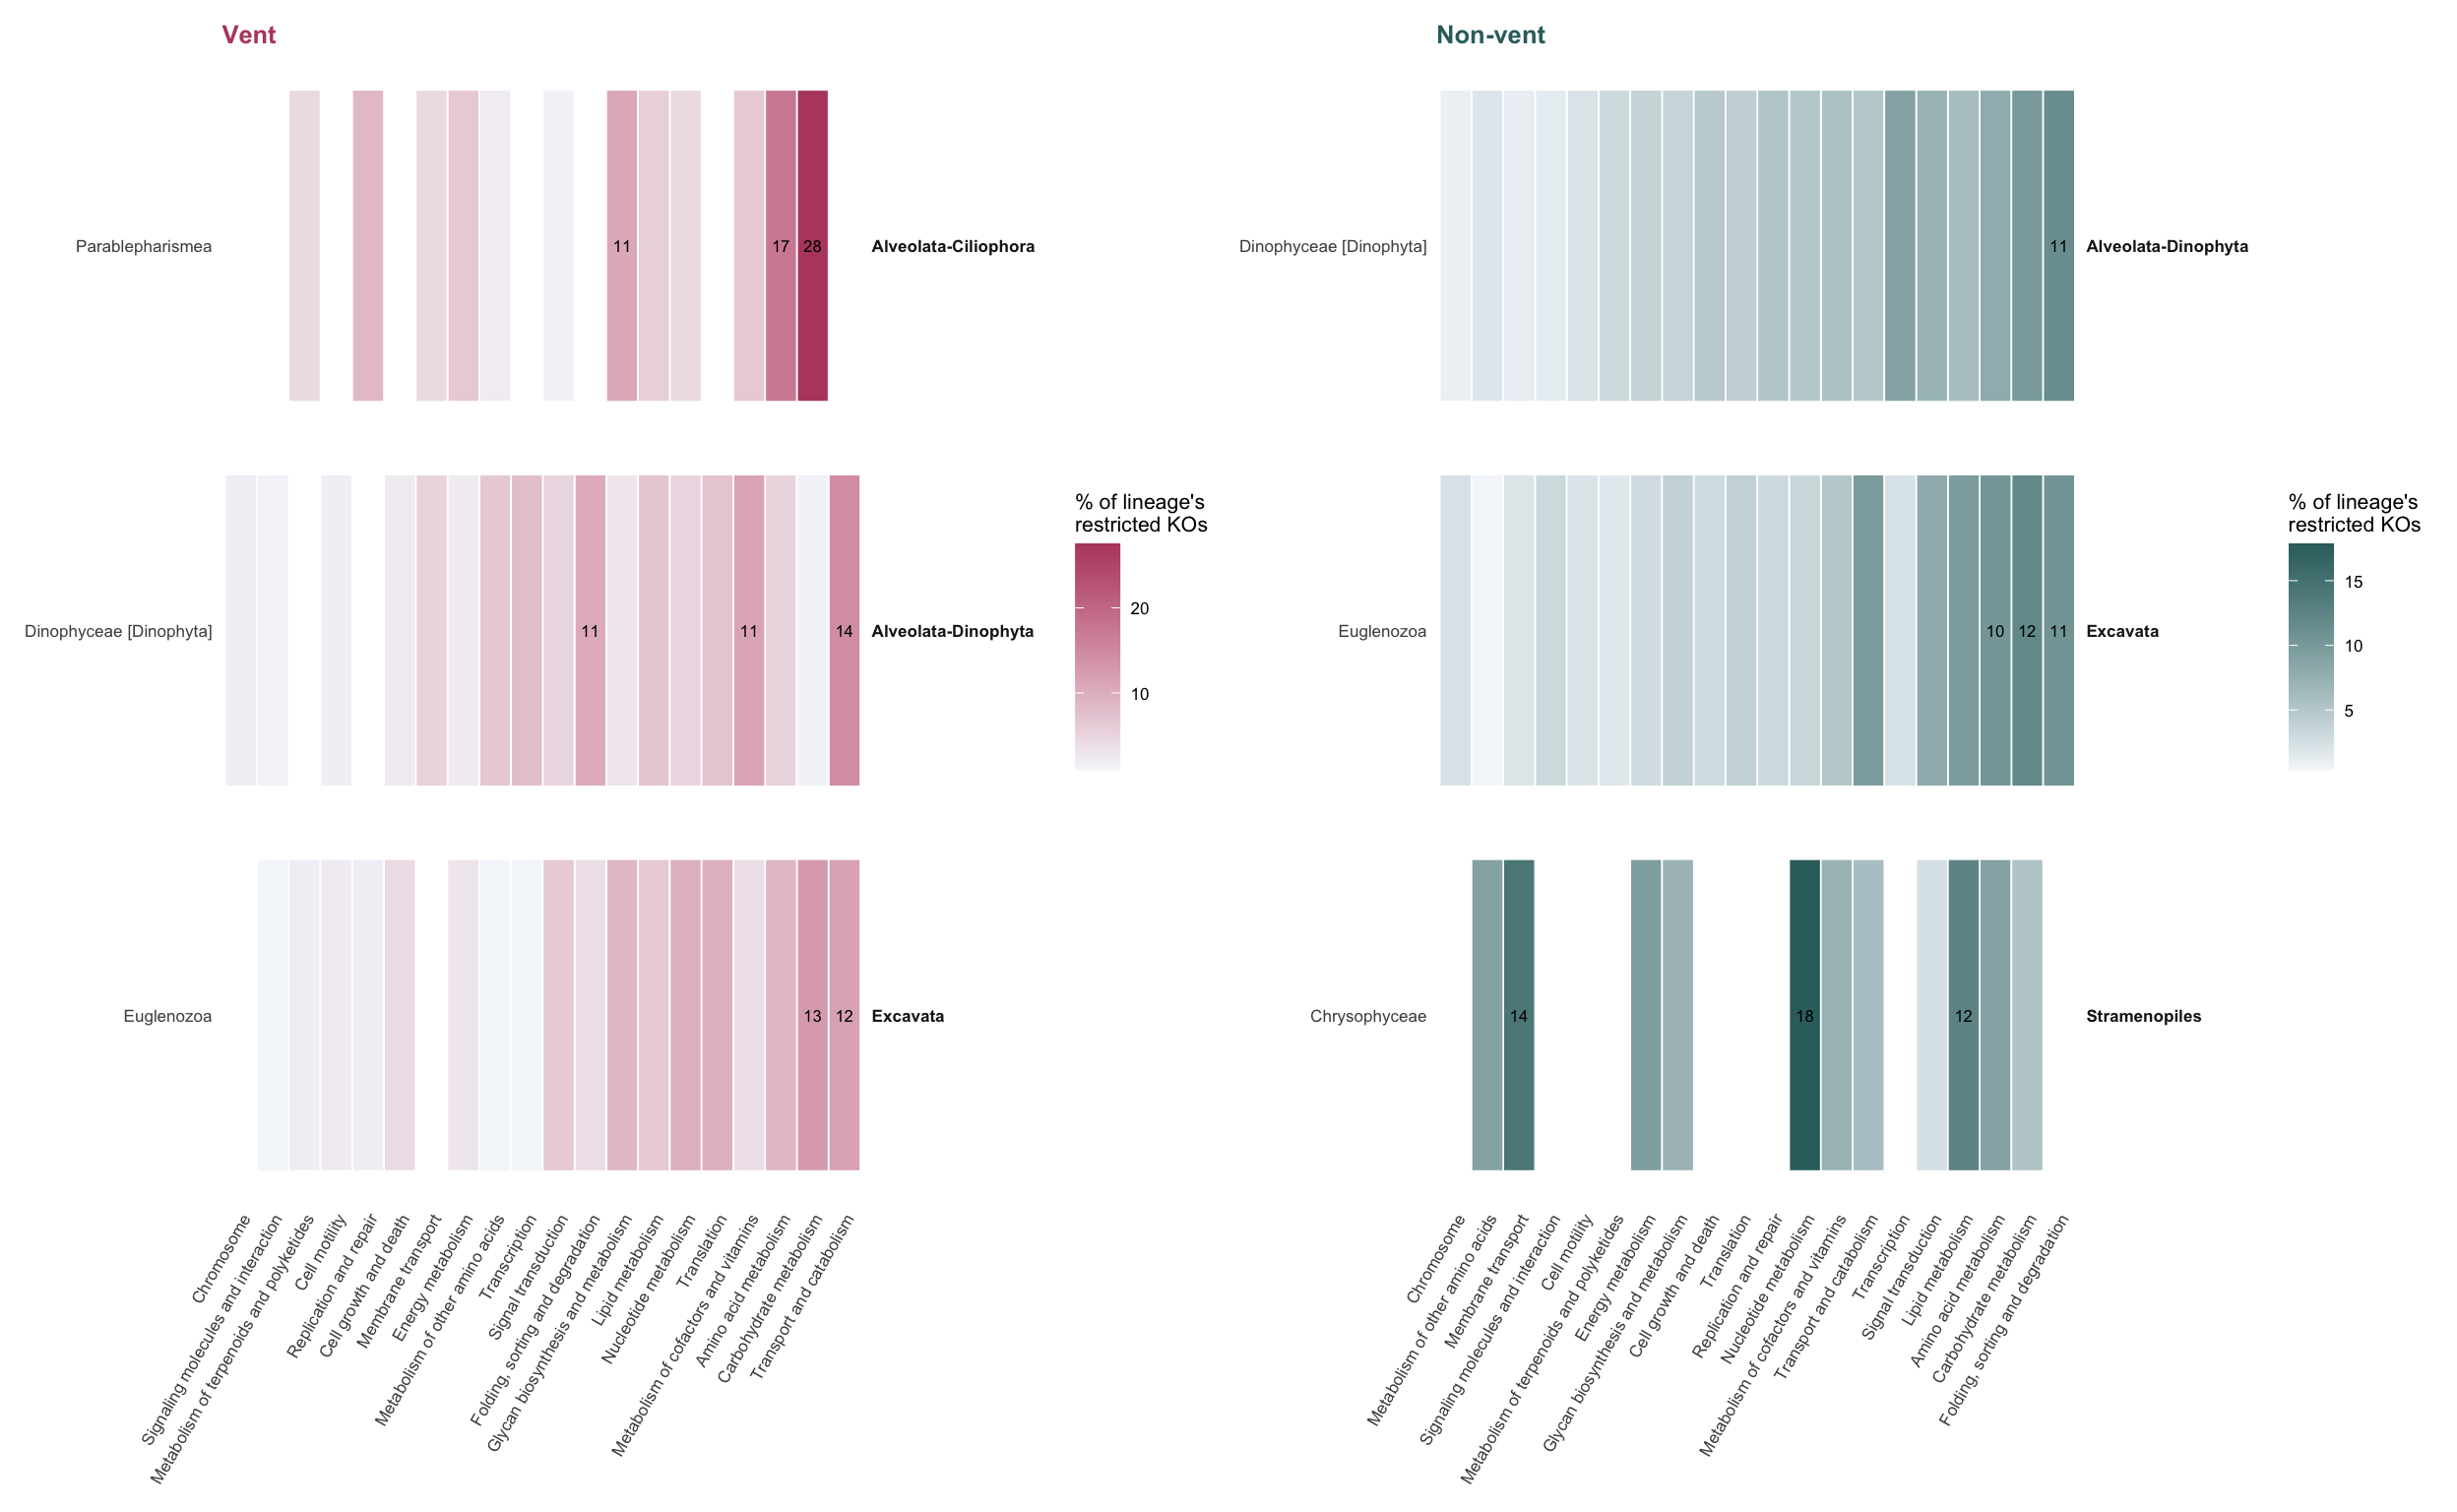 Vent
Parablepharismea
11
17
28
Alveolata-Ciliophora
Dinophyceae [Dinophyta]
11
11
14
Alveolata-Dinophyta
Euglenozoa
13
12
Excavata
Chromosome
Signaling molecules and interaction
Metabolism of terpenoids and polyketides
Cell motility
Replication and repair
Cell growth and death
Membrane transport
Energy metabolism
Metabolism of other amino acids
Transcription
Signal transduction
Folding, sorting and degradation
Glycan biosynthesis and metabolism
Lipid metabolism
Nucleotide metabolism
Translation
Metabolism of cofactors and vitamins
Amino acid metabolism
Carbohydrate metabolism
Transport and catabolism
% of lineage's
restricted KOs
20
10
Non-vent
Dinophyceae [Dinophyta]
11
Alveolata-Dinophyta
Euglenozoa
10
12
11
Excavata
Chrysophyceae
14
18
12
Stramenopiles
Chromosome
Metabolism of other amino acids
Membrane transport
Signaling molecules and interaction
Cell motility
Metabolism of terpenoids and polyketides
Energy metabolism
Glycan biosynthesis and metabolism
Cell growth and death
Translation
Replication and repair
Nucleotide metabolism
Metabolism of cofactors and vitamins
Transport and catabolism
Transcription
Signal transduction
Lipid metabolism
Amino acid metabolism
Carbohydrate metabolism
Folding, sorting and degradation
% of lineage's
restricted KOs
15
10
5